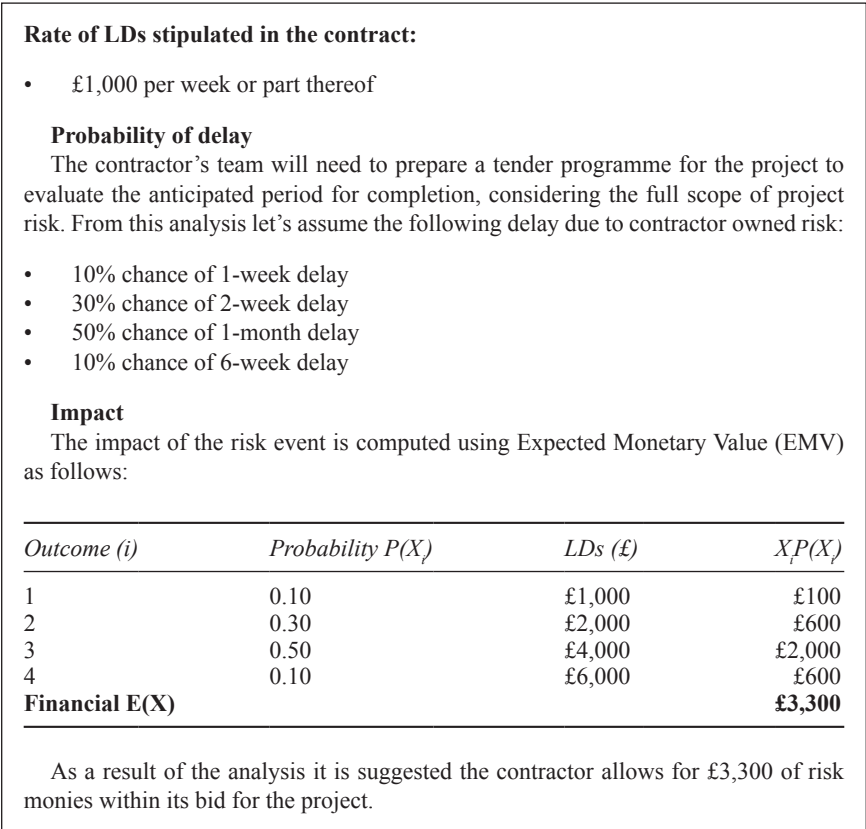 Rate of LDs stipulated in the contract:
• £1,000 per week or part thereof
Probability of delay
The contractor’s team will need to prepare a tender programme for the project to
evaluate the anticipated period for completion, considering the full scope of project
risk. From this analysis let’s assume the following delay due to contractor owned risk:
• 10% chance of 1-week delay
• 30% chance of 2-week delay
• 50% chance of 1-month delay
• 10% chance of 6-week delay
Impact
The impact of the risk event is computed using Expected Monetary Value (EMV)
as follows:
Outcome (i) Probability P(Xi) LDs (£) XiP(Xi)
1 0.10 £1,000 £100
2 0.30 £2,000 £600
3 0.50 £4,000 £2,000
4 0.10 £6,000 £600
Financial E(X) £3,300
As a result of the analysis it is suggested the contractor allows for £3,300 of risk
monies within its bid for the project.